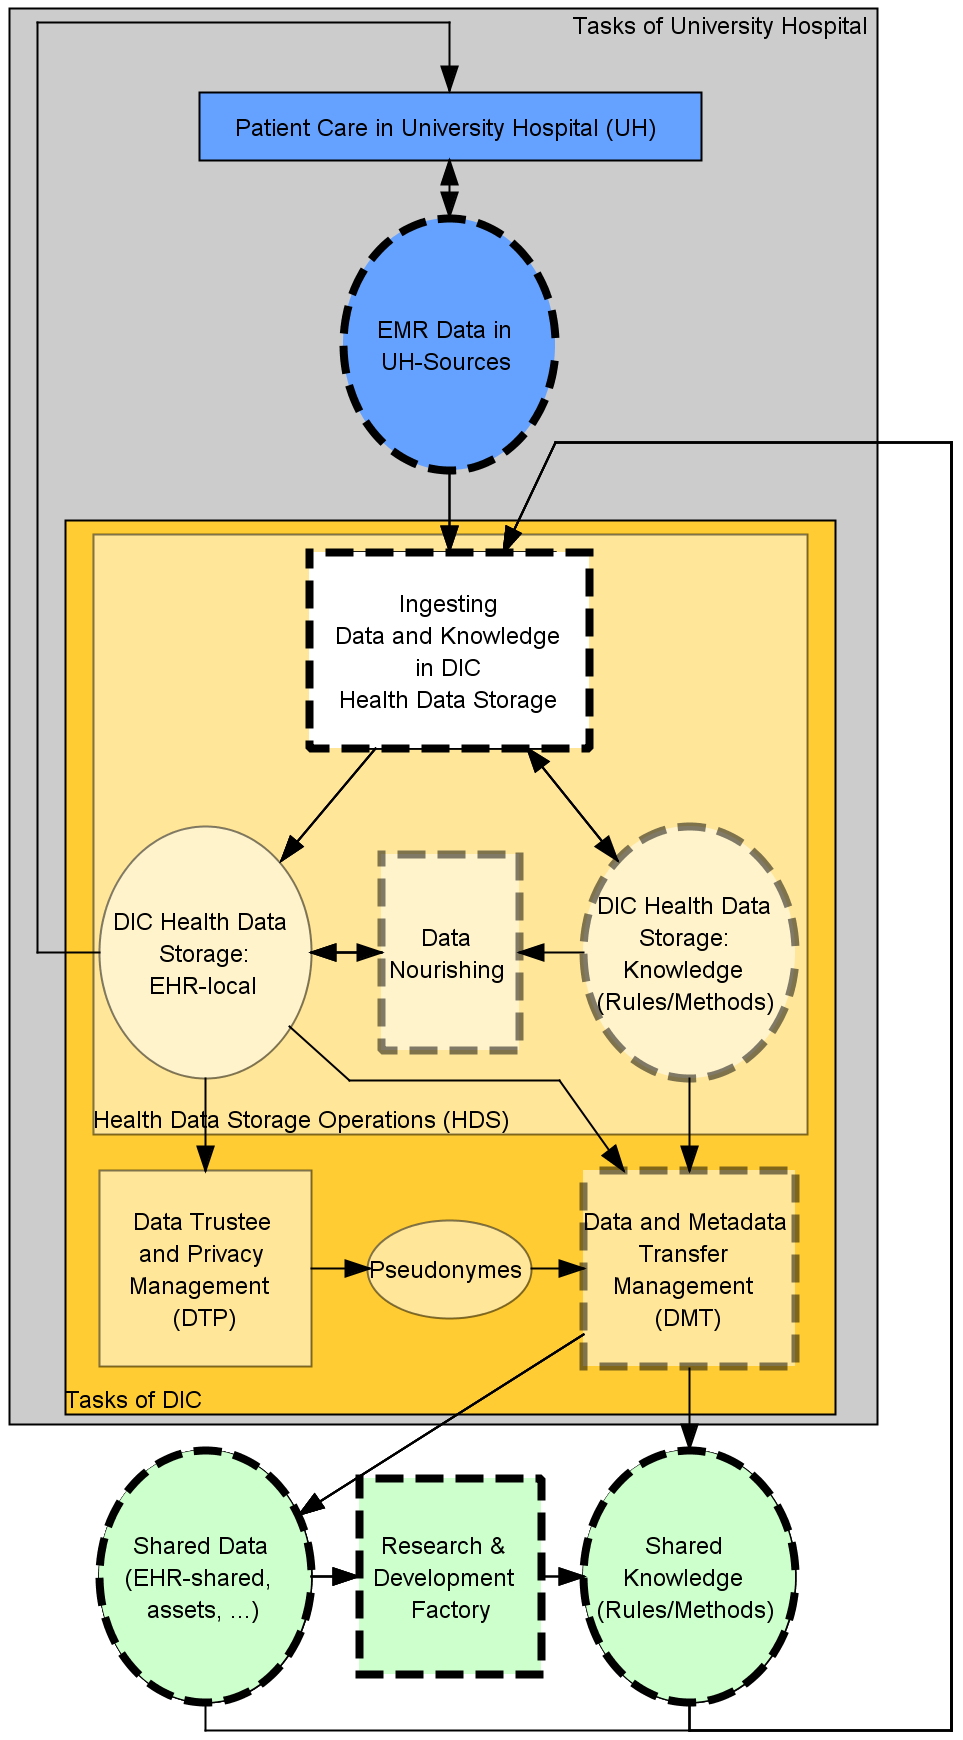 Tasks of University Hospital
Patient Care in University Hospital (UH)
EMR Data in
UH-Sources
Ingesting
Data and Knowledge
in DIC
Health Data Storage
DIC Health Data
Storage:
EHR-local
Data
Nourishing
DIC Health Data
Storage:
Knowledge
(Rules/Methods)
Health Data Storage Operations (HDS)
Data Trustee
and Privacy
Management
(DTP)
Pseudonymes
Data and Metadata
Transfer
Management
(DMT)
Tasks of DIC
Shared Data
(EHR-shared,
assets, ...)
Research &
Development
Factory
Shared
Knowledge
(Rules/Methods)